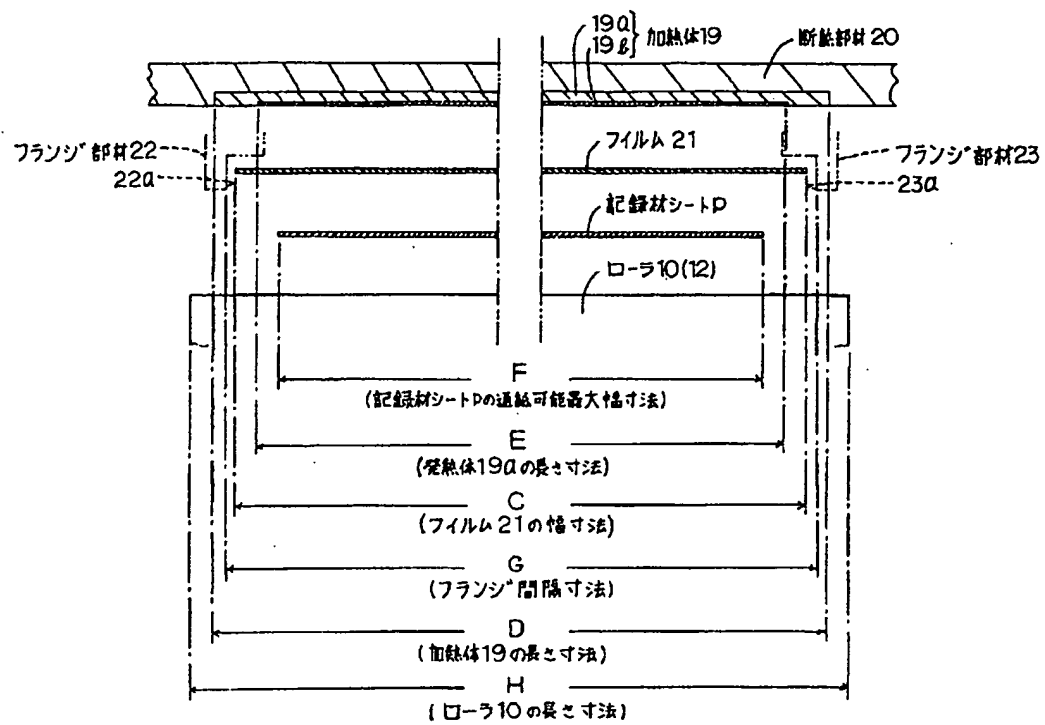 19a
19b
加熱体19
断熱部材20
フランジ部材22
22a
フイルム21
フランジ部材23
23a
記録材シートP
ローラ10(12)
F
(記録材シートPの通紙可能最大幅寸法)
E
(発熱体19aの長さ寸法)
C
(フイルム21の幅寸法)
G
(フランジ間隔寸法)
D
(加熱体19の長さ寸法)
H
(ローラ10の長さ寸法)